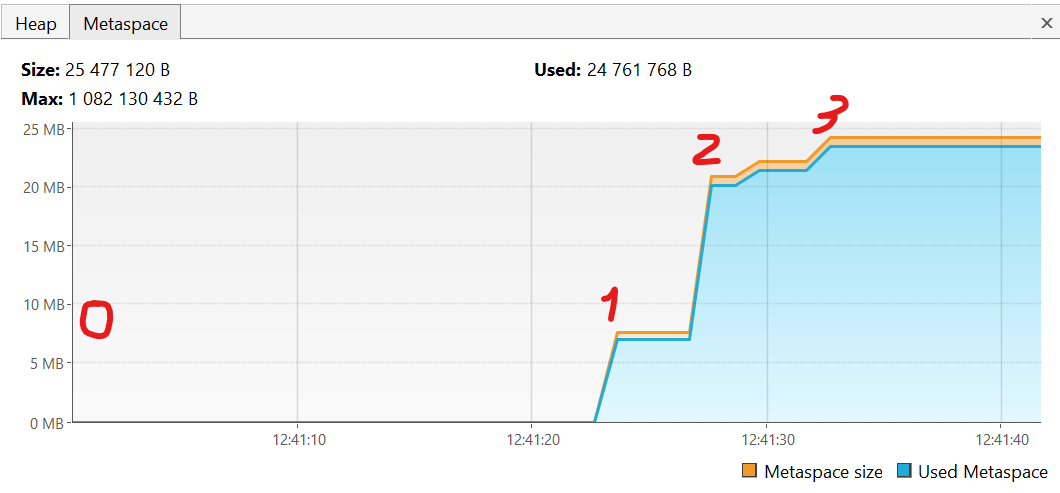 Heap Metaspace
Size: 25 477 120 B Used: 24 761 768 B
Max: 1 082 130 432 B
25 MB
20 MB
15 MB
10 MB
5 MB
0 MB
0
1
2
3
12:41:10 12:41:20 12:41:30 12:41:40
Metaspace size Used Metaspace